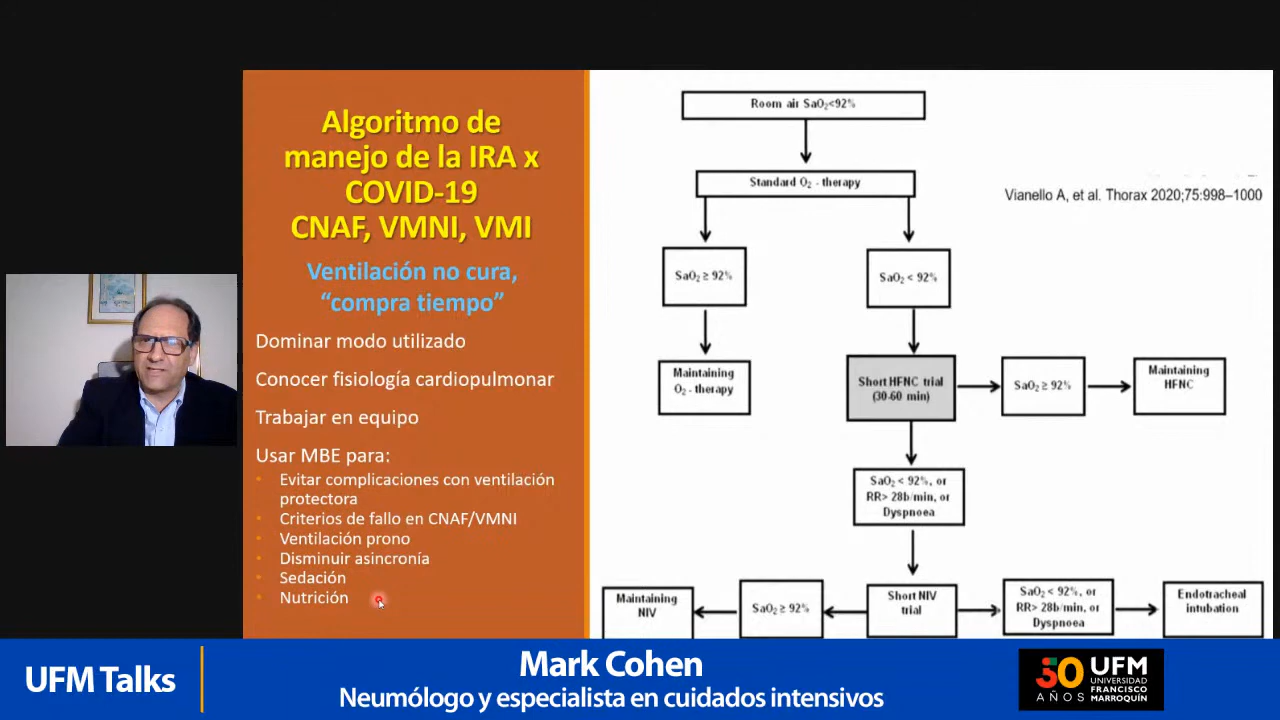 Algoritmo de
manejo de la IRA x
COVID-19
CNAF, VMNI, VMI
Ventilación no cura,
“compra tiempo”
Dominar modo utilizado
Conocer fisiología cardiopulmonar
Trabajar en equipo
Usar MBE para:
• Evitar complicaciones con ventilación
protectora
• Criterios de fallo en CNAF/VMNI
• Ventilación prono
• Disminuir asincronía
• Sedación
• Nutrición
Room air SaO₂<92%
Standard O₂ - therapy
Vianello A, et al. Thorax 2020;75:998–1000
SaO₂ ≥ 92%
SaO₂ < 92%
Maintaining
O₂ - therapy
Short HFNC trial
(30-60 min)
SaO₂ ≥ 92%
Maintaining
HFNC
SaO₂ < 92%, or
RR> 28b/min, or
Dyspnoea
Maintaining
NIV
SaO₂ ≥ 92%
Short NIV
trial
SaO₂ < 92%, or
RR> 28b/min, or
Dyspnoea
Endotracheal
intubation
UFM Talks
Mark Cohen
Neumólogo y especialista en cuidados intensivos
50
AÑOS
UFM
UNIVERSIDAD
FRANCISCO
MARROQUÍN